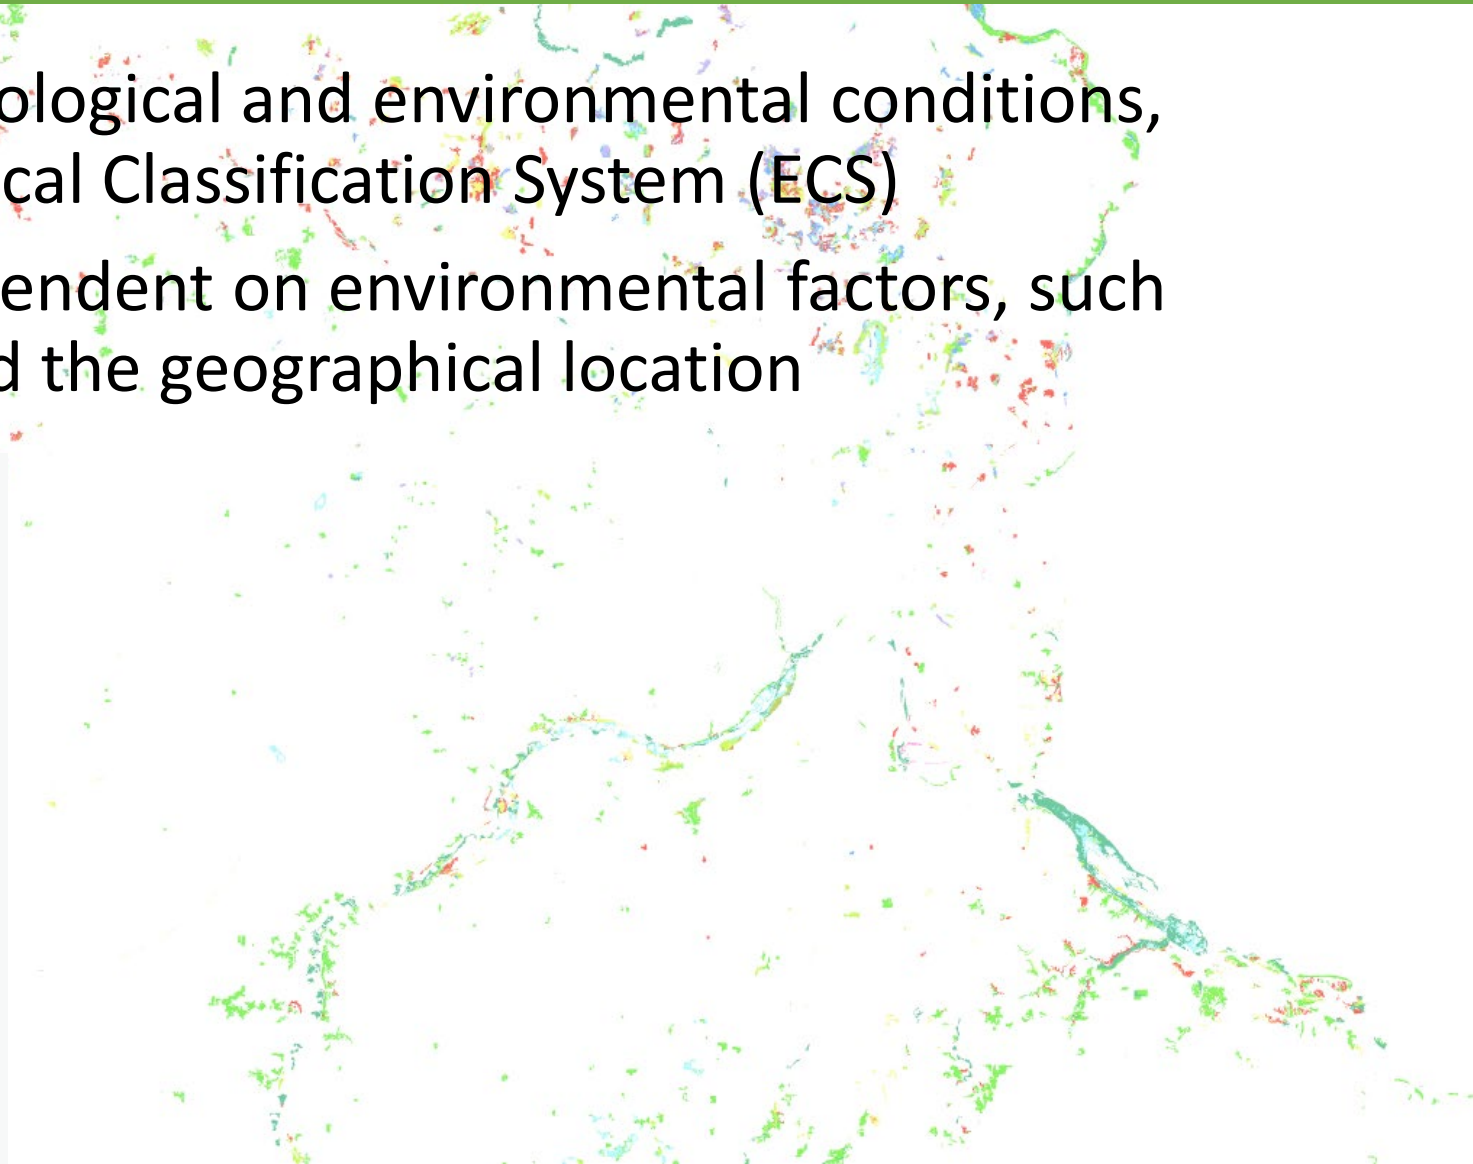 ological and environmental conditions,
cal Classification System (ECS)
endent on environmental factors, such
d the geographical location